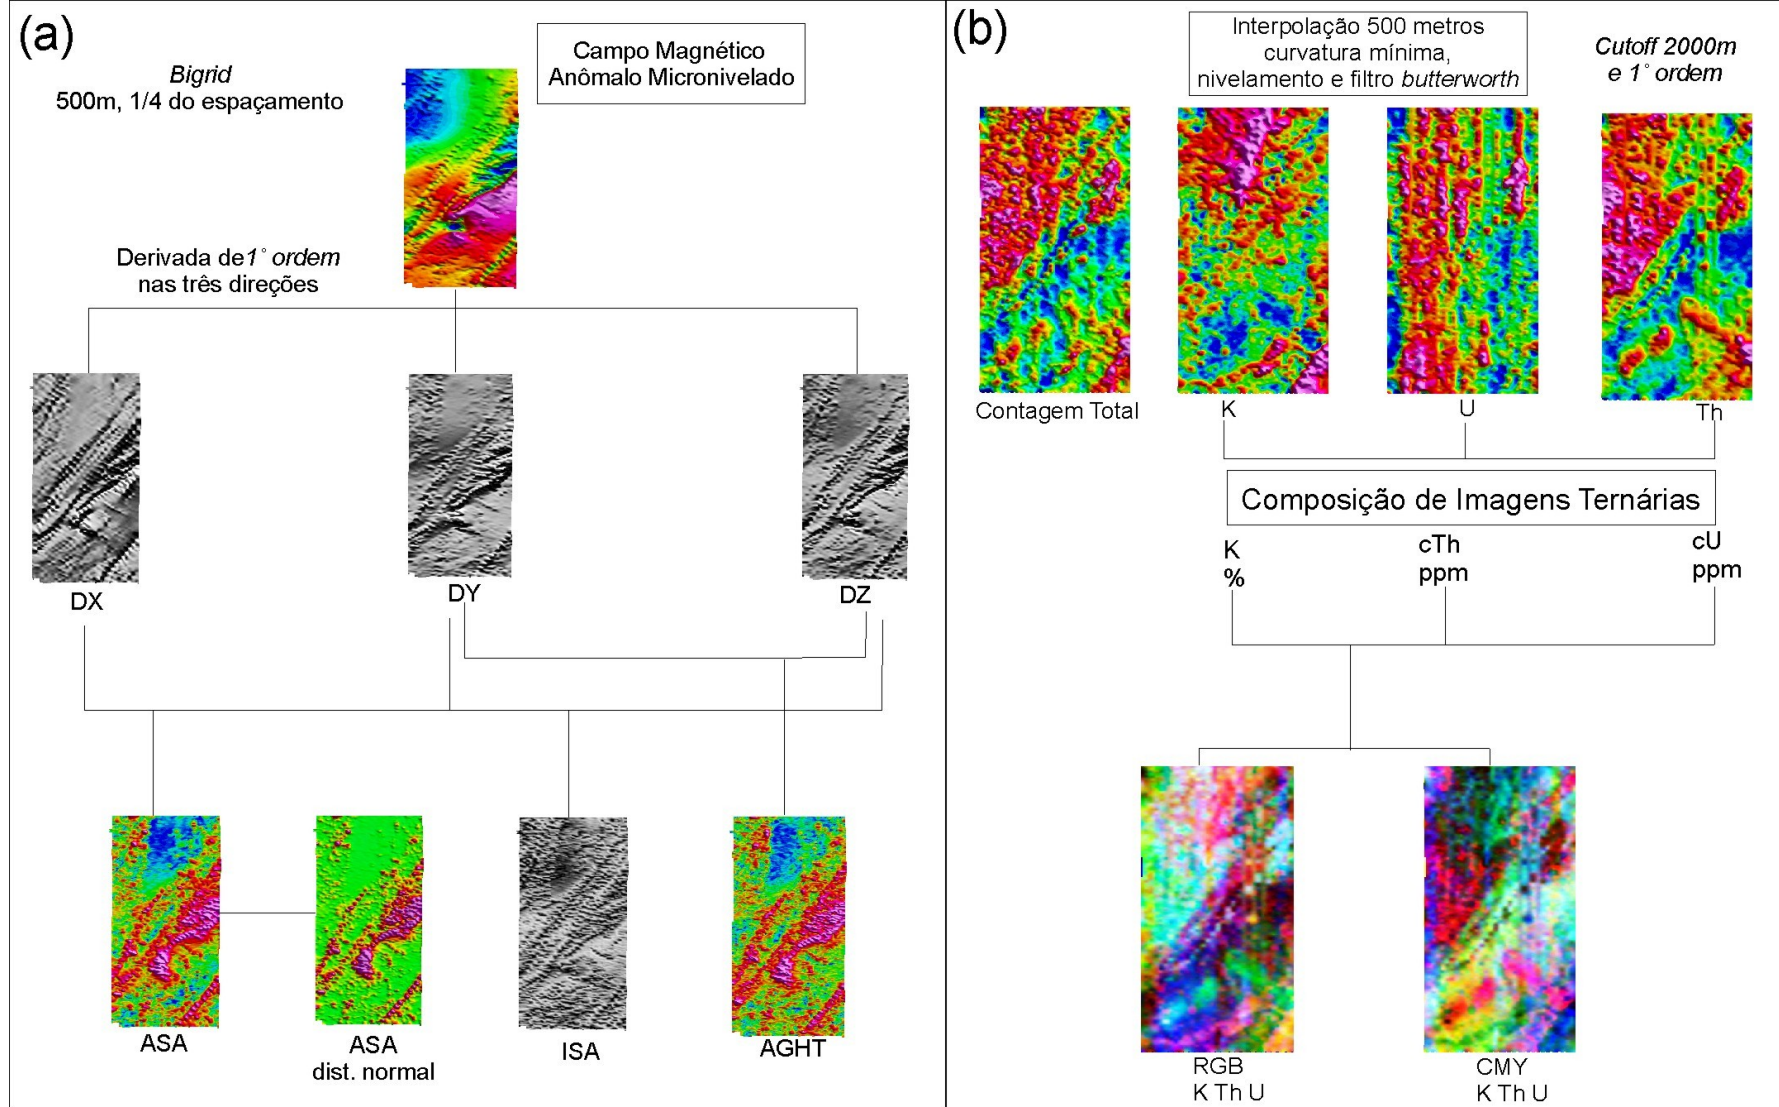 (a)
Bigrid
500m, 1/4 do espaçamento
Campo Magnético
Anômalo Micronivelado
Derivada de 1° ordem
nas três direções
DX
DY
DZ
ASA
ASA
dist. normal
ISA
AGHT
(b)
Interpolação 500 metros
curvatura mínima,
nivelamento e filtro butterworth
Cutoff 2000m
e 1° ordem
Contagem Total
K
U
Th
Composição de Imagens Ternárias
K
%
cTh
ppm
cU
ppm
RGB
K Th U
CMY
K Th U